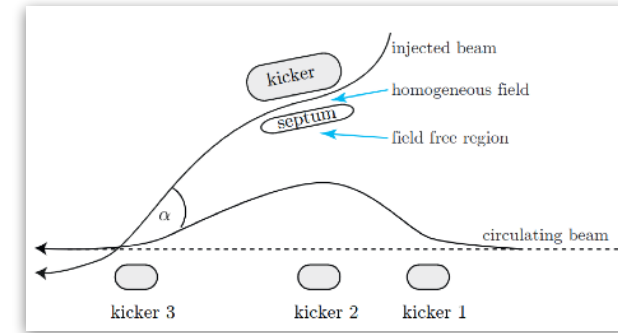 injected beam
kicker
homogeneous field
septum
field free region
α
circulating beam
kicker 3
kicker 2
kicker 1